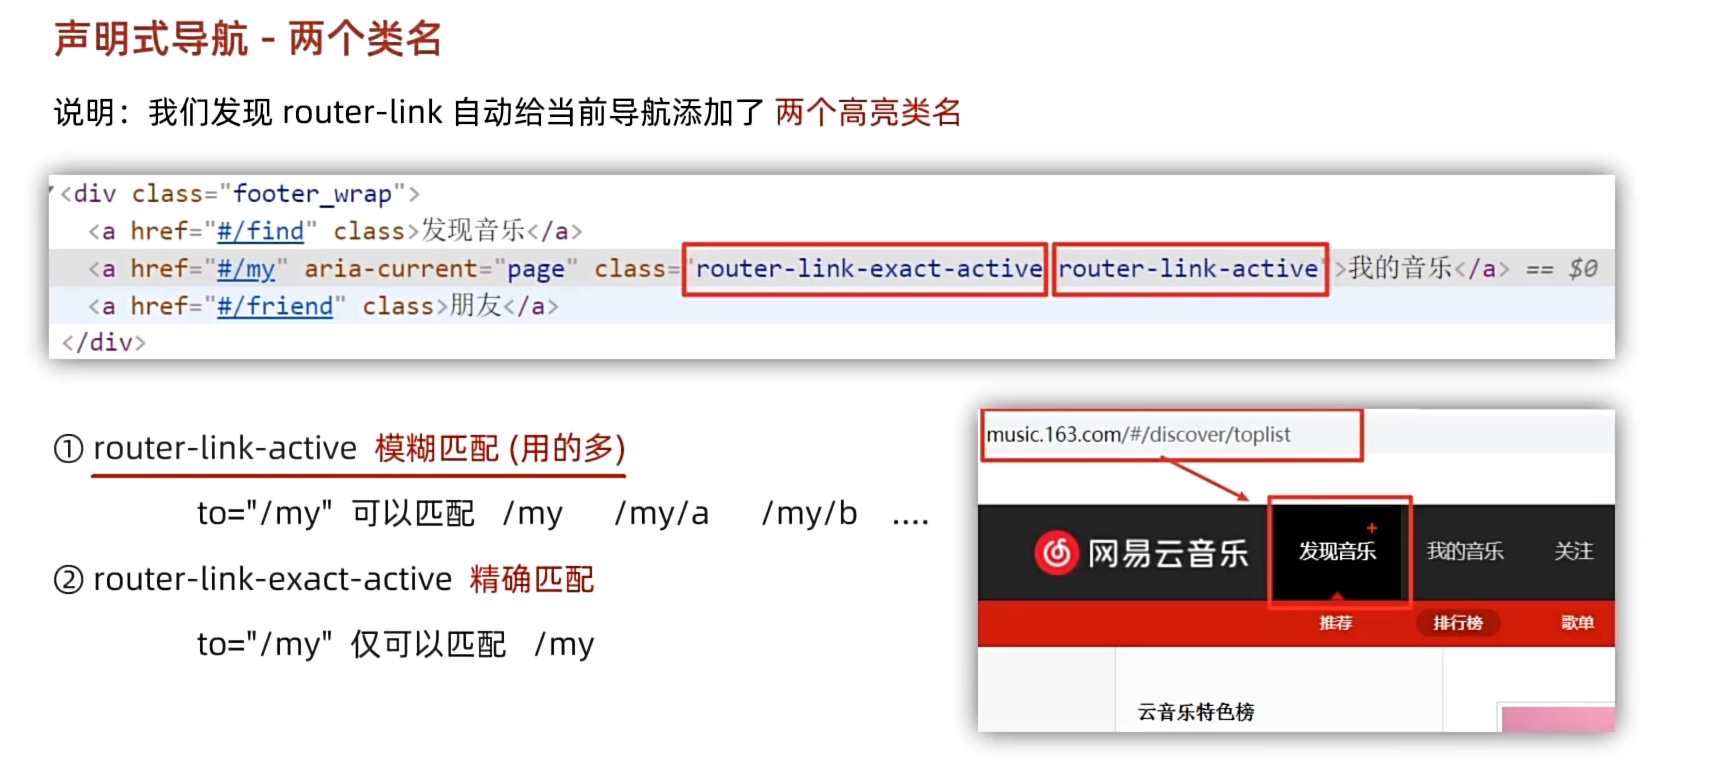 声明式导航 - 两个类名
说明：我们发现 router-link 自动给当前导航添加了 两个高亮类名
<div class="footer_wrap">
<a href="#/find" class>发现音乐</a>
<a href="#/my" aria-current="page" class="router-link-exact-active router-link-active">我的音乐</a> == $0
<a href="#/friend" class>朋友</a>
</div>
① router-link-active 模糊匹配 (用的多)
to="/my" 可以匹配 /my /my/a /my/b ....
② router-link-exact-active 精确匹配
to="/my" 仅可以匹配 /my
music.163.com/#/discover/toplist
网易云音乐 发现音乐 我的音乐 关注
推荐 排行榜 歌单
云音乐特色榜